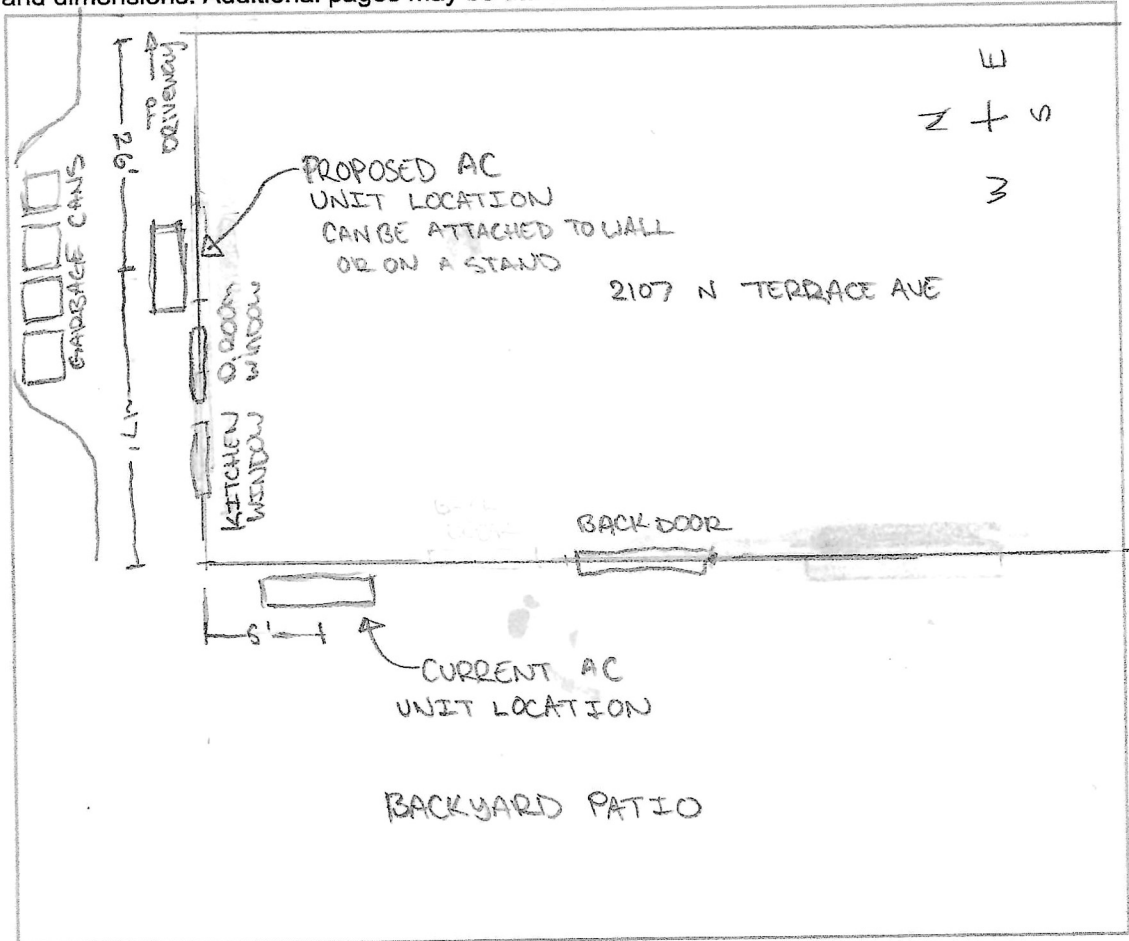 and dimensions. Additional pages may be
E
N S
W
26'
TO
DRIVEWAY
GARBAGE CANS
PROPOSED AC
UNIT LOCATION
CAN BE ATTACHED TO WALL
OR ON A STAND
2107 N TERRACE AVE
17'
D.ROOM
WINDOW
KITCHEN
WINDOW
BACK DOOR
CURRENT AC
UNIT LOCATION
BACKYARD PATIO